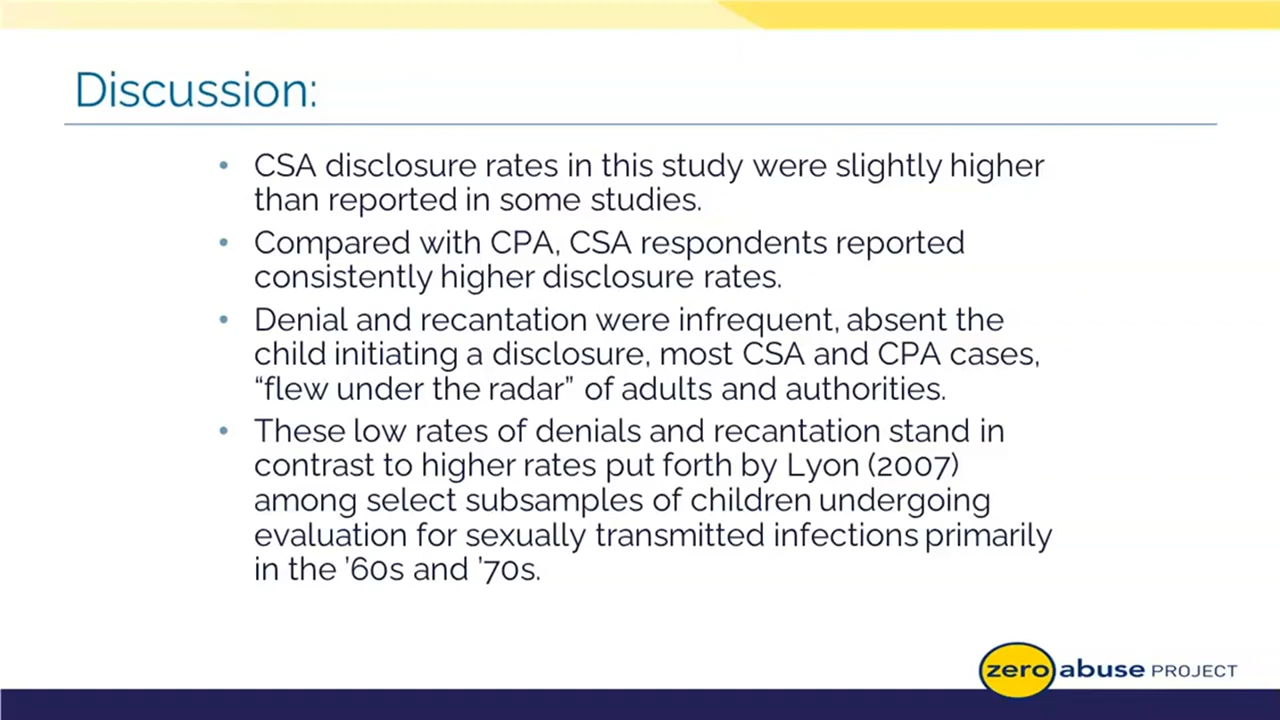 Discussion:
• CSA disclosure rates in this study were slightly higher
than reported in some studies.
• Compared with CPA, CSA respondents reported
consistently higher disclosure rates.
• Denial and recantation were infrequent, absent the
child initiating a disclosure, most CSA and CPA cases,
“flew under the radar” of adults and authorities.
• These low rates of denials and recantation stand in
contrast to higher rates put forth by Lyon (2007)
among select subsamples of children undergoing
evaluation for sexually transmitted infections primarily
in the ’60s and ’70s.
zero abuse PROJECT